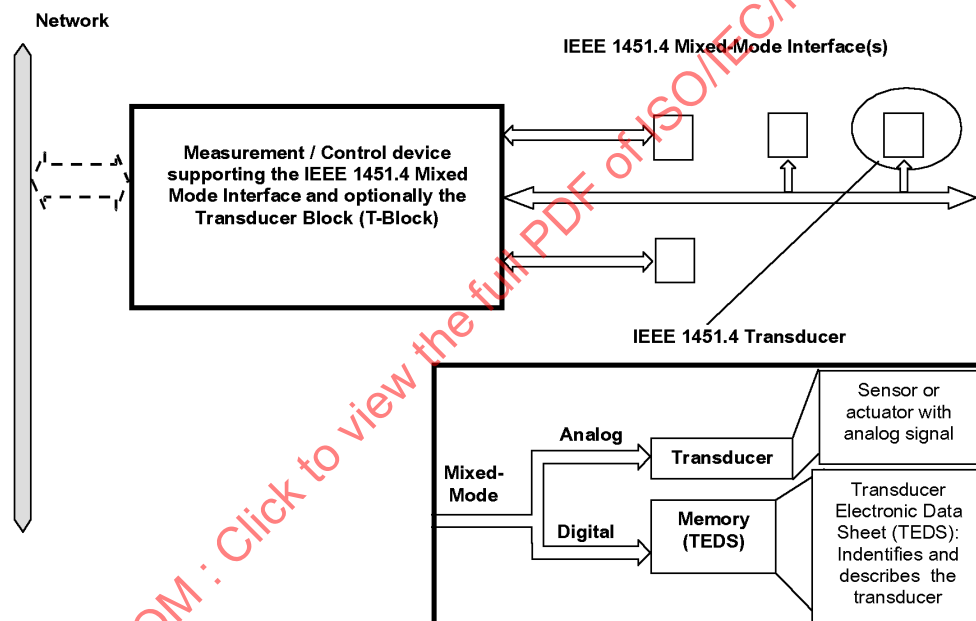 Network
IEEE 1451.4 Mixed-Mode Interface(s)
Measurement / Control device
supporting the IEEE 1451.4 Mixed
Mode Interface and optionally the
Transducer Block (T-Block)
IEEE 1451.4 Transducer
Mixed-
Mode
Analog
Transducer
Sensor or
actuator with
analog signal
Digital
Memory
(TEDS)
Transducer
Electronic Data
Sheet (TEDS):
Indentifies and
describes the
transducer
OM : Click to view the full PDF of ISO/IEC/